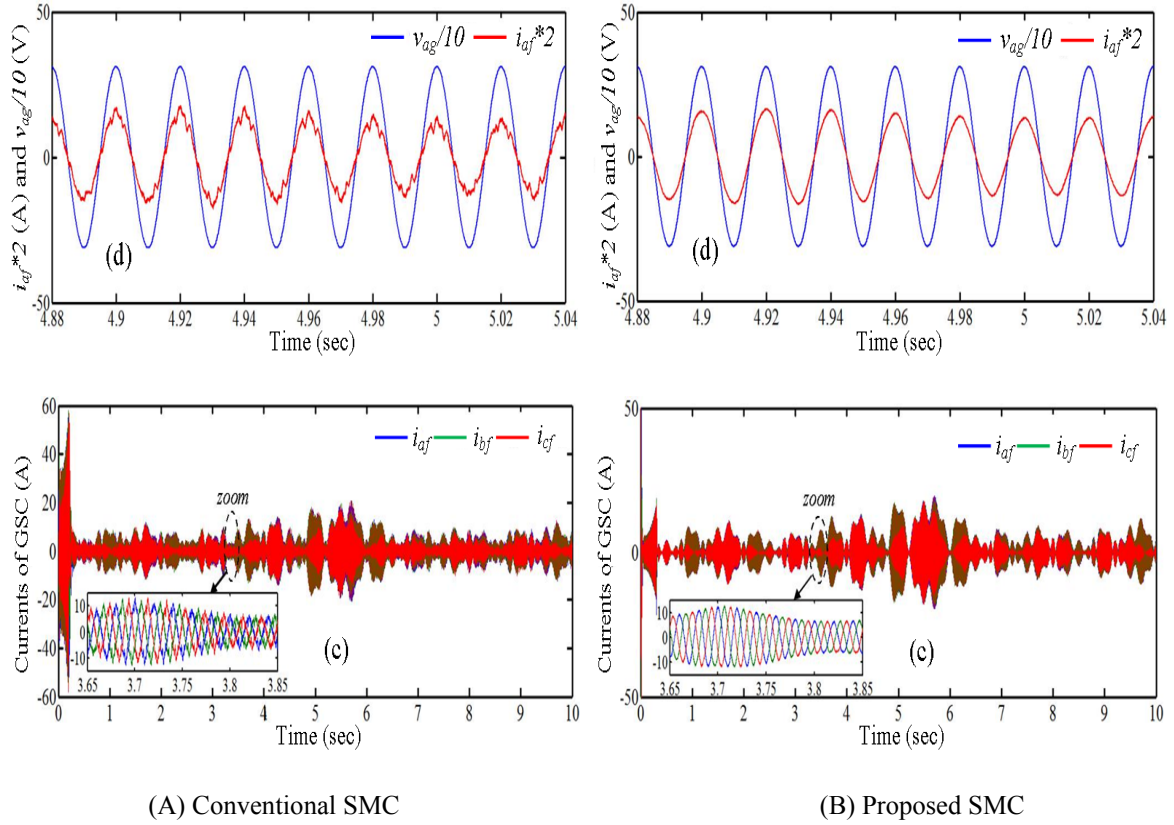 50
v_ag/10 i_af*2
0
-50
i_af*2 (A) and v_ag/10 (V)
(d)
4.88 4.9 4.92 4.94 4.96 4.98 5 5.02 5.04
Time (sec)
50
v_ag/10 i_af*2
0
-50
i_af*2 (A) and v_ag/10 (V)
(d)
4.88 4.9 4.92 4.94 4.96 4.98 5 5.02 5.04
Time (sec)
60
40
20
0
-20
-40
-60
Currents of GSC (A)
i_af i_bf i_cf
zoom
10
0
-10
3.65 3.7 3.75 3.8 3.85
(c)
0 1 2 3 4 5 6 7 8 9 10
Time (sec)
50
0
-50
Currents of GSC (A)
i_af i_bf i_cf
zoom
10
0
-10
3.65 3.7 3.75 3.8 3.85
(c)
0 1 2 3 4 5 6 7 8 9 10
Time (sec)
(A) Conventional SMC
(B) Proposed SMC